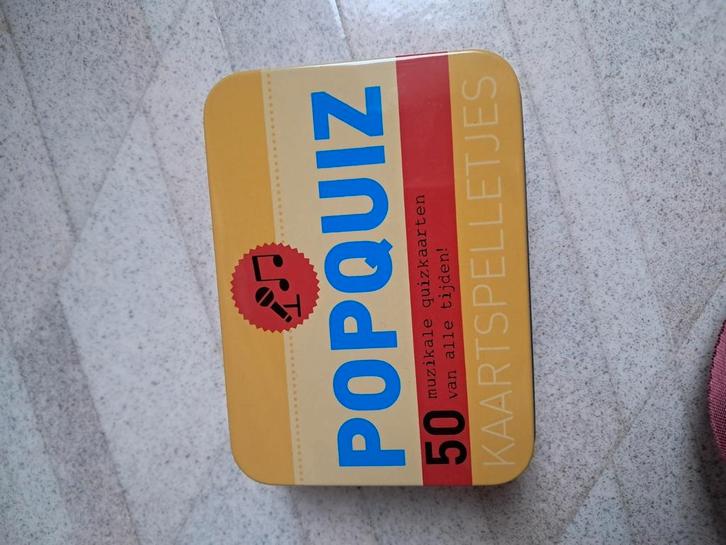 POPQUIZ
50 muzikale quizkaarten
van alle tijden!
KAARTSPELLETJES